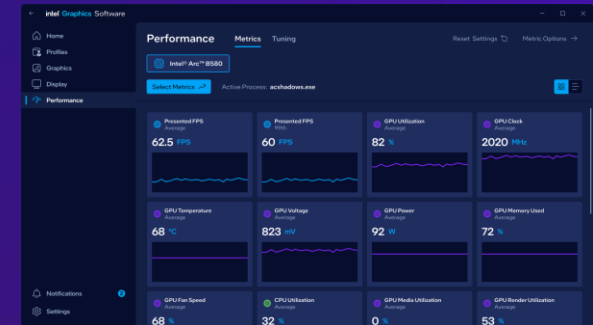 intel Graphics Software
Home
Profiles
Graphics
Display
Performance
Notifications
2
Settings
Performance
Metrics
Tuning
Reset Settings
Metric Options
Intel® Arc™ B580
Select Metrics
Active Process: acshadows.exe
Presented FPS
Average
62.5 FPS
Presented FPS
60 FPS
GPU Utilization
Average
82 %
GPU Clock
Average
2020 MHz
GPU Temperature
Average
68 °C
GPU Voltage
Average
823 mV
GPU Power
Average
92 W
GPU Memory Used
Average
72 %
GPU Fan Speed
Average
68 %
CPU Utilization
Average
32 %
GPU Media Utilization
Average
0 %
GPU Render Utilization
Average
53 %